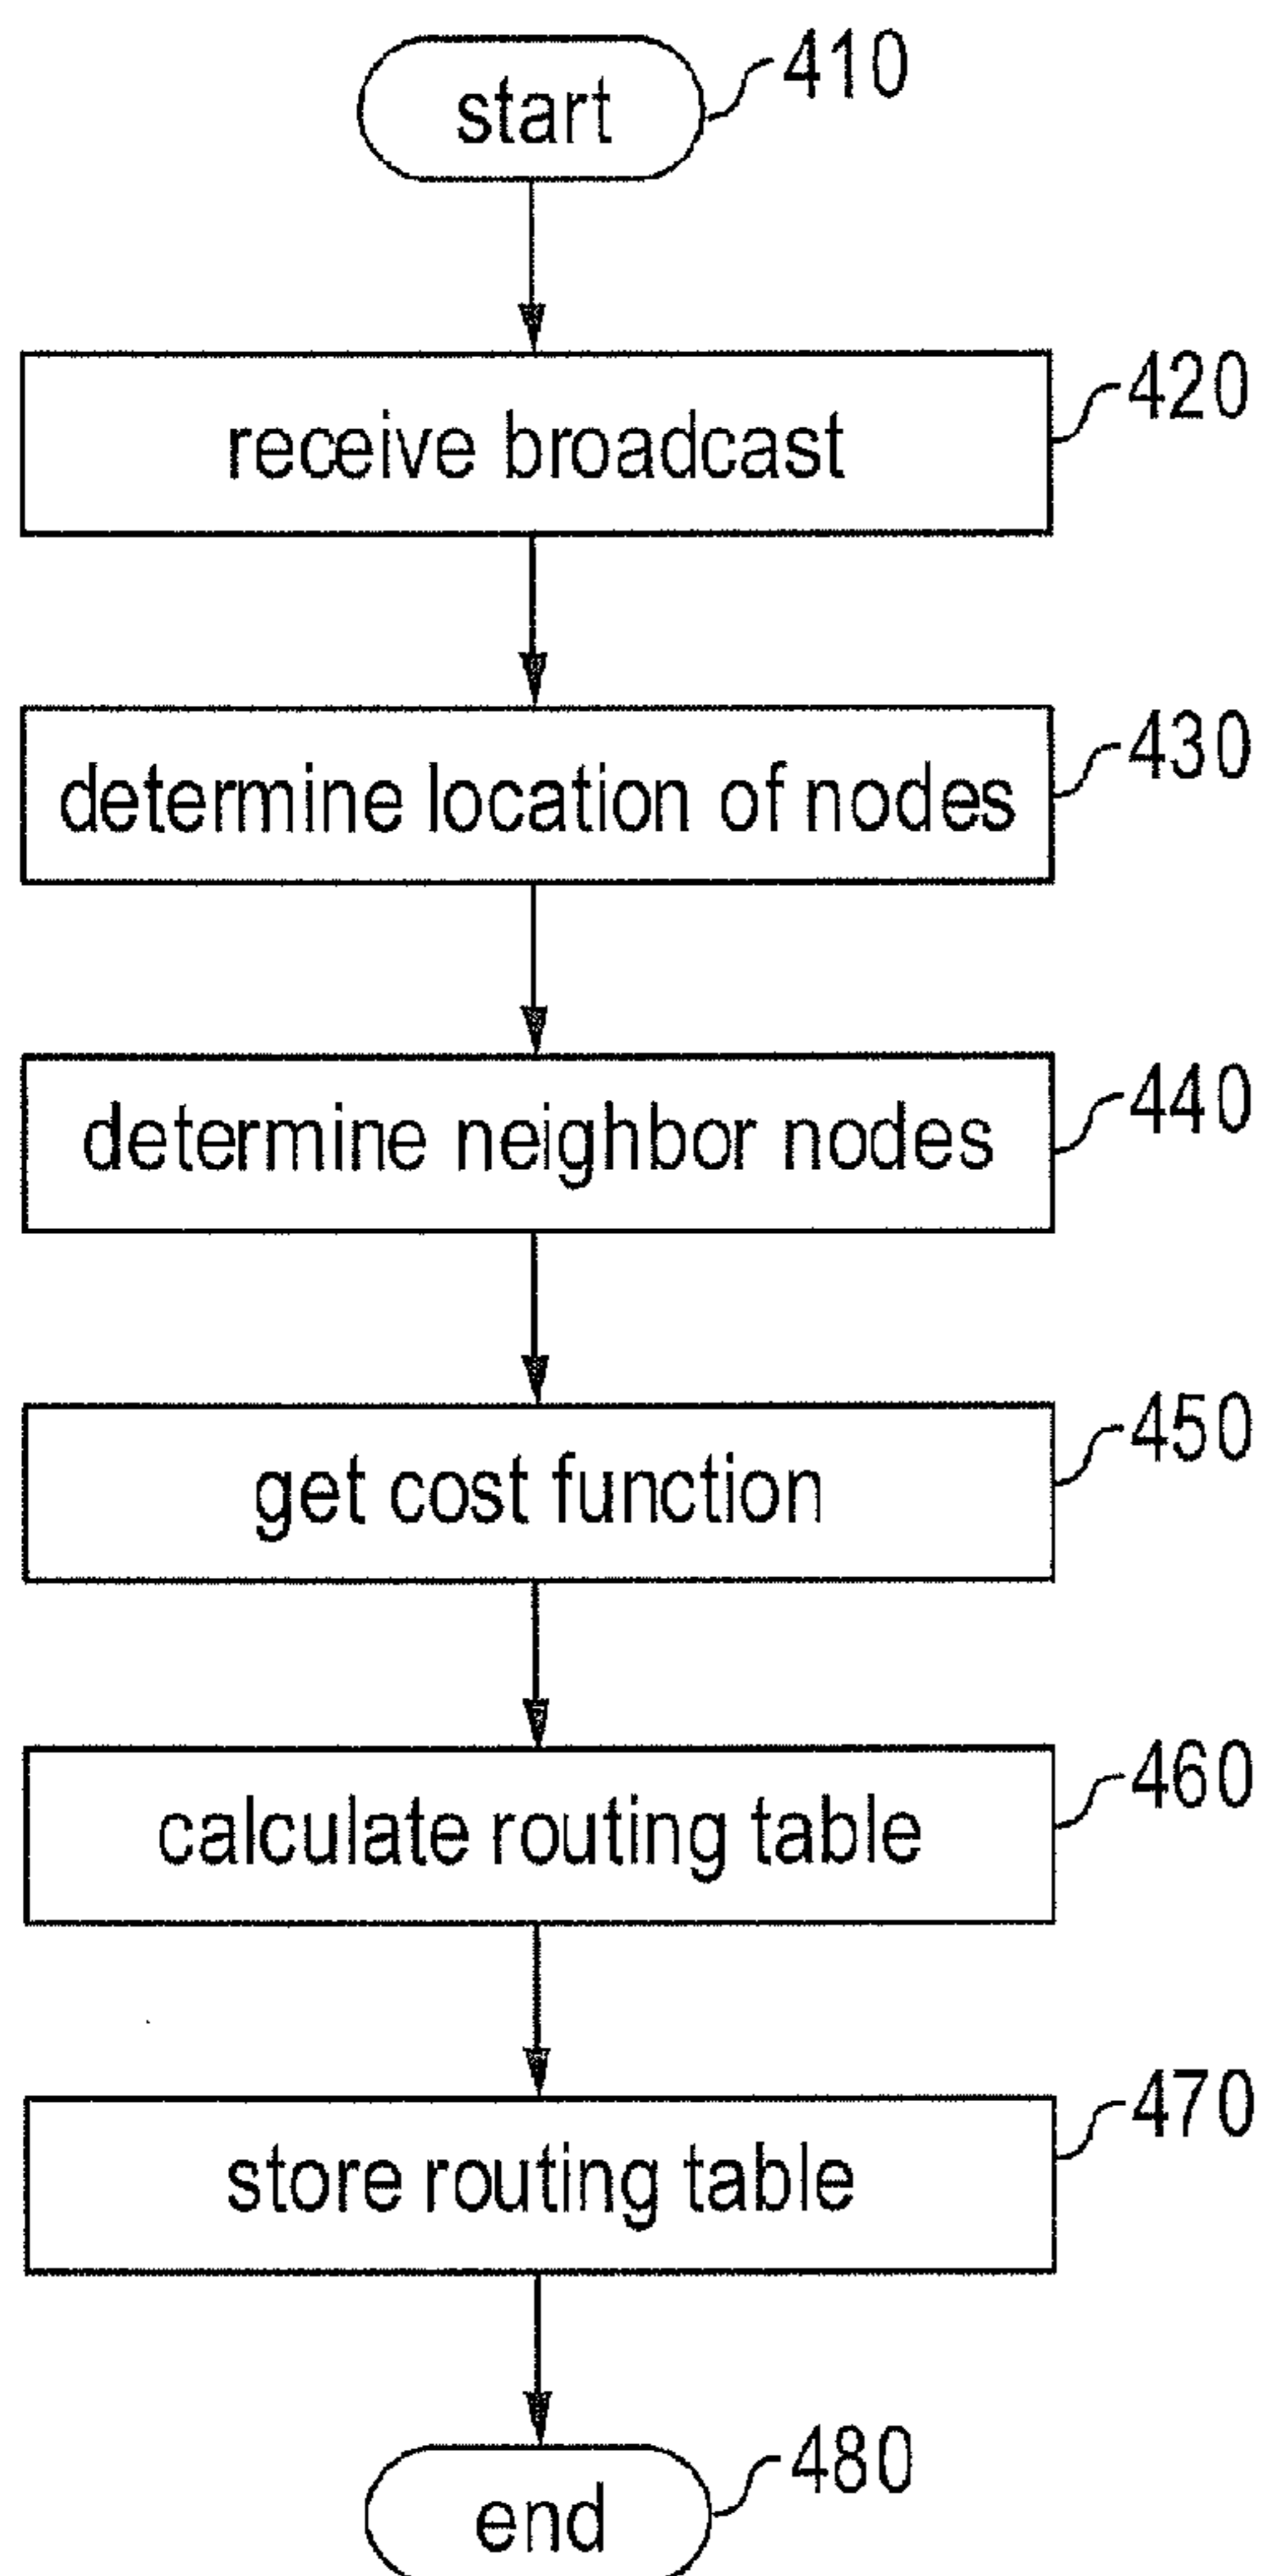 start
410
receive broadcast
420
determine location of nodes
430
determine neighbor nodes
440
get cost function
450
calculate routing table
460
store routing table
470
end
480